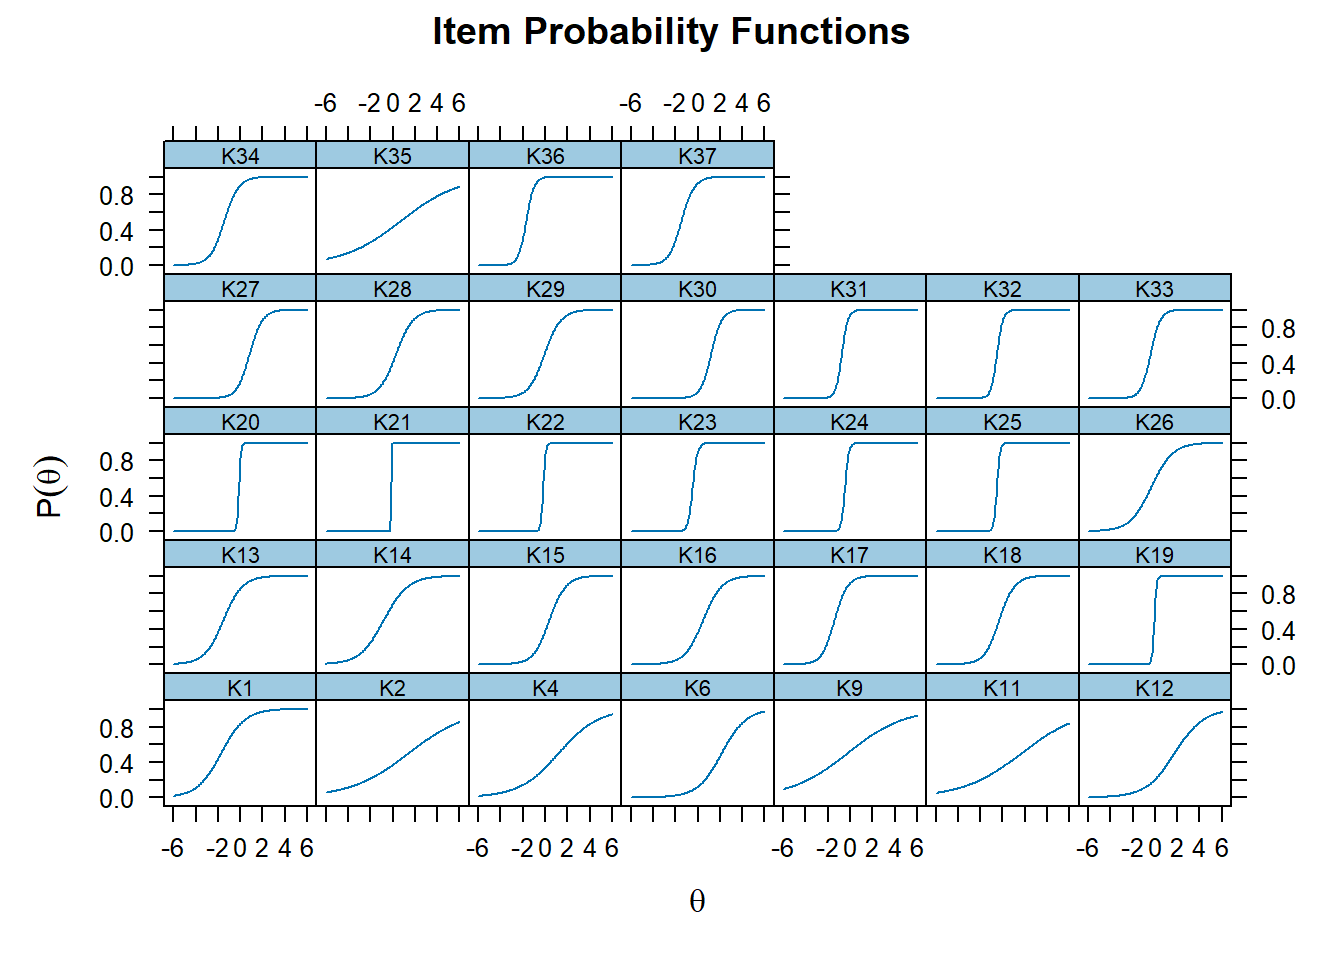 Item Probability Functions
-6 -2 0 2 4 6 -6 -2 0 2 4 6
K34 K35 K36 K37
0.8
0.4
0.0
K27 K28 K29 K30 K31 K32 K33
0.8
0.4
0.0
K20 K21 K22 K23 K24 K25 K26
0.8
0.4
0.0
P(θ)
K13 K14 K15 K16 K17 K18 K19
0.8
0.4
0.0
K1 K2 K4 K6 K9 K11 K12
0.8
0.4
0.0
-6 -2 0 2 4 6 -6 -2 0 2 4 6 -6 -2 0 2 4 6 -6 -2 0 2 4 6
θ